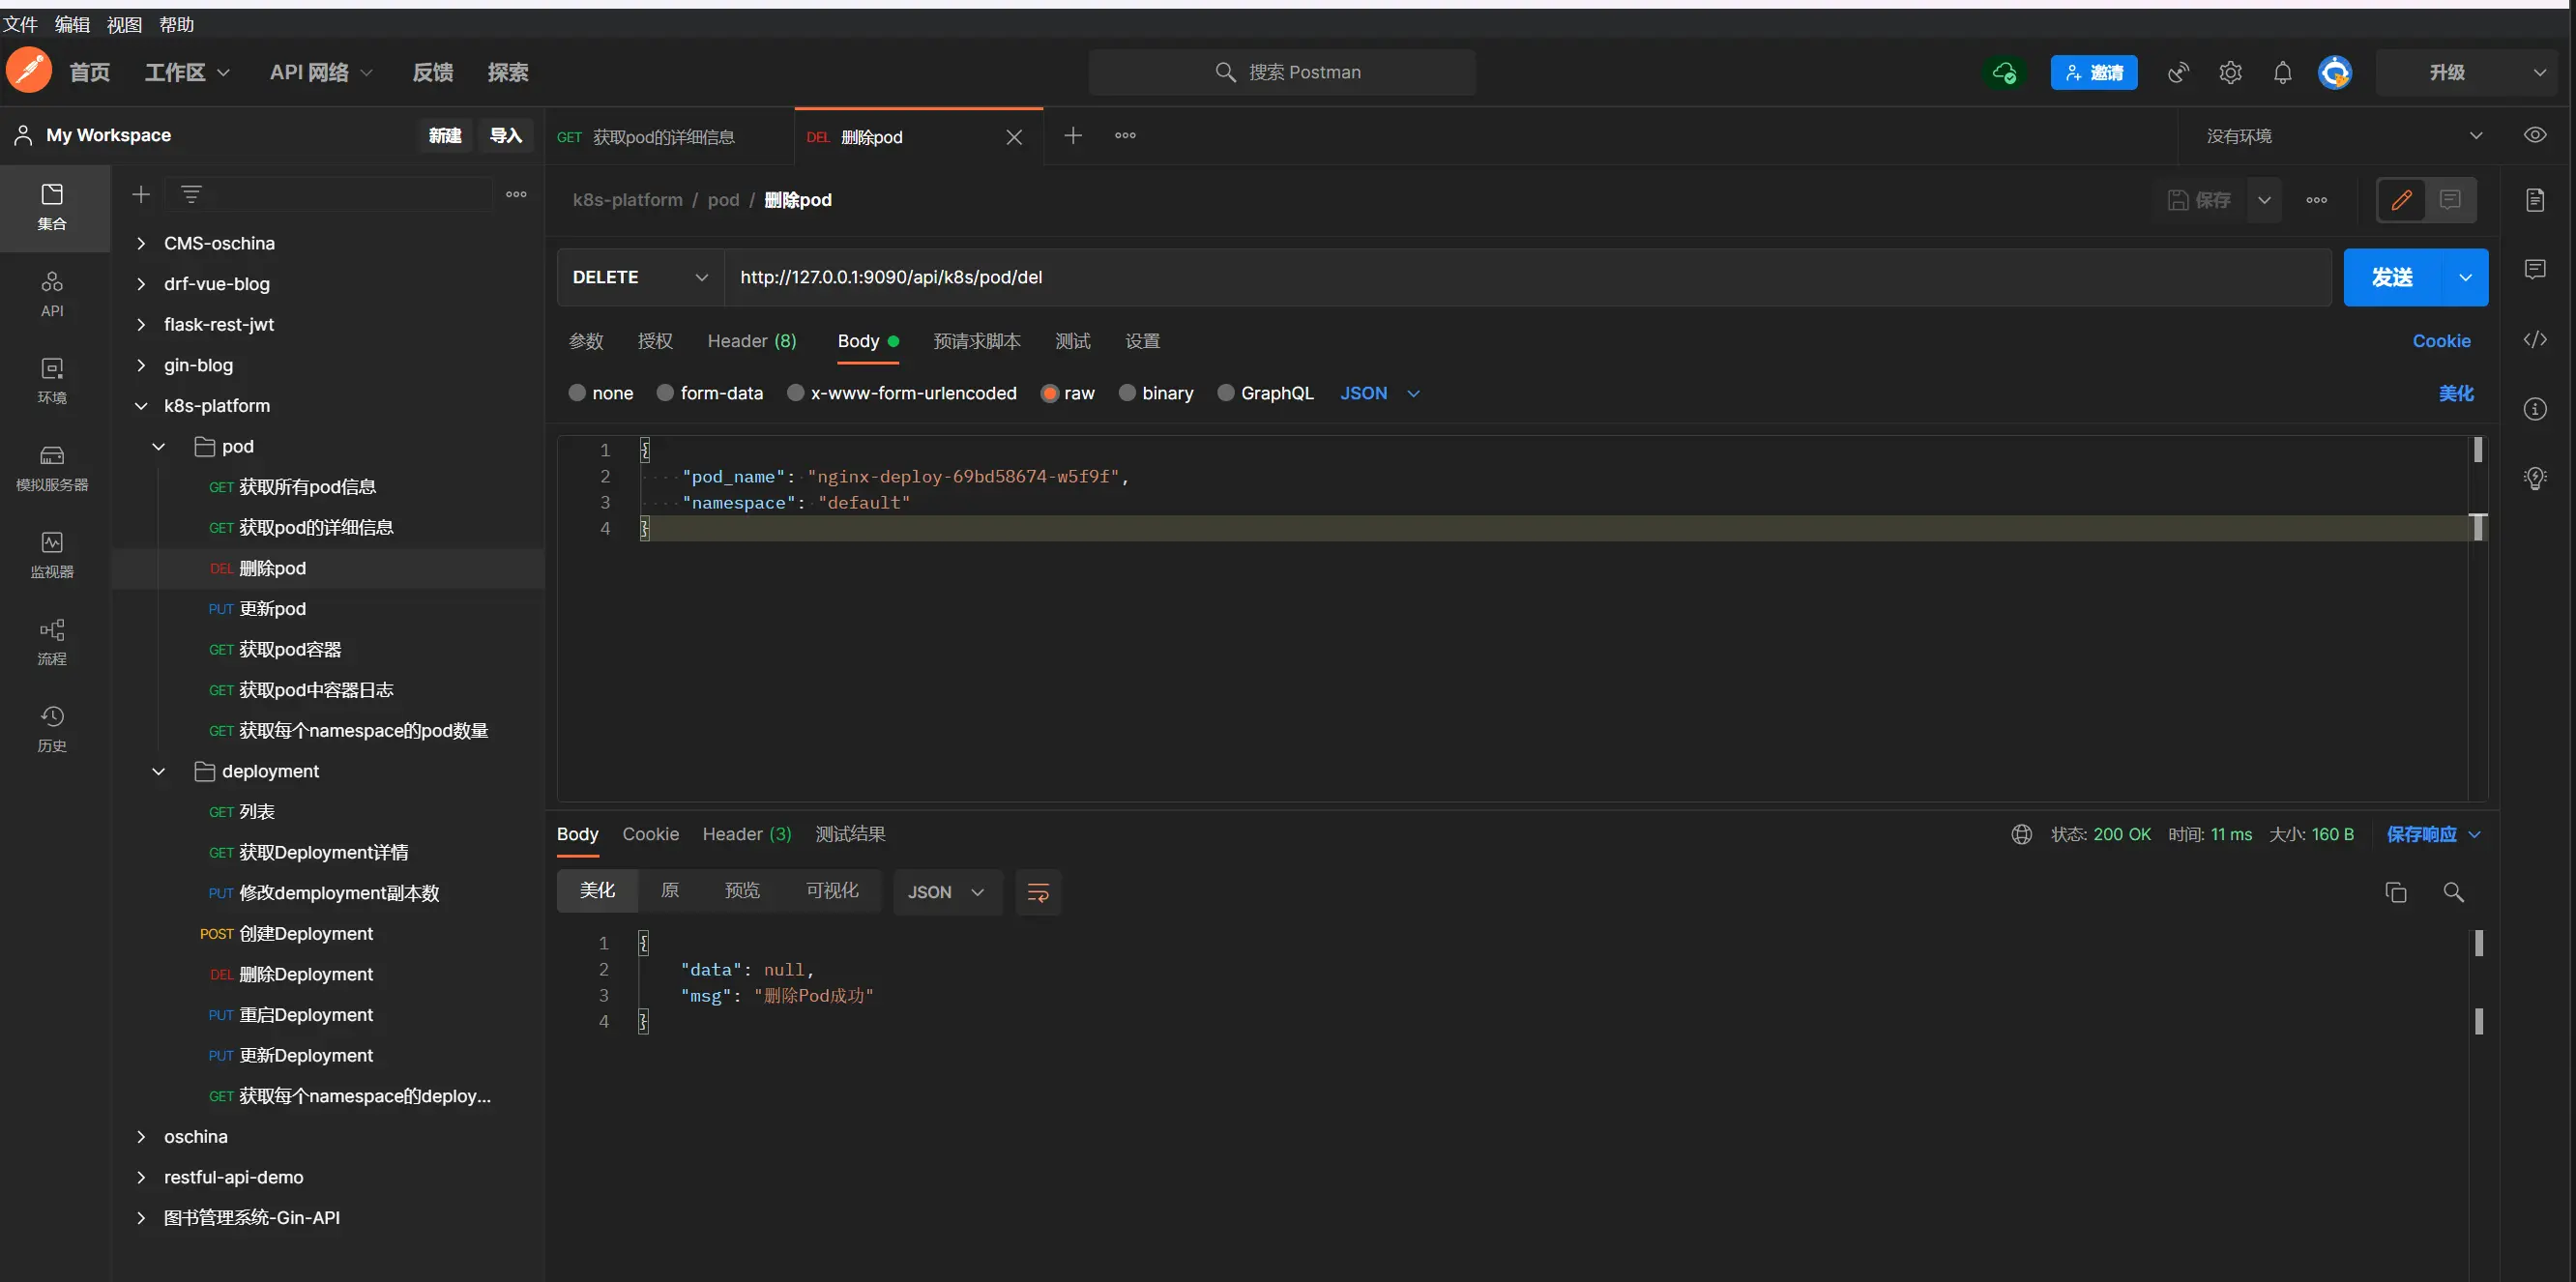 文件 编辑 视图 帮助
首页 工作区 API 网络 反馈 探索 搜索 Postman 邀请 升级
My Workspace 新建 导入
GET 获取pod的详细信息 DEL 删除pod 没有环境
集合
API
环境
模拟服务器
监视器
流程
历史
CMS-oschina
drf-vue-blog
flask-rest-jwt
gin-blog
k8s-platform
pod
GET 获取所有pod信息
GET 获取pod的详细信息
DEL 删除pod
PUT 更新pod
GET 获取pod容器
GET 获取pod中容器日志
GET 获取每个namespace的pod数量
deployment
GET 列表
GET 获取Deployment详情
PUT 修改demployment副本数
POST 创建Deployment
DEL 删除Deployment
PUT 重启Deployment
PUT 更新Deployment
GET 获取每个namespace的deploy...
oschina
restful-api-demo
图书管理系统-Gin-API
k8s-platform / pod / 删除pod 保存
DELETE http://127.0.0.1:9090/api/k8s/pod/del 发送
参数 授权 Header (8) Body 预请求脚本 测试 设置 Cookie
none form-data x-www-form-urlencoded raw binary GraphQL JSON 美化
1 {
2 "pod_name": "nginx-deploy-69bd58674-w5f9f",
3 "namespace": "default"
4 }
Body Cookie Header (3) 测试结果 状态: 200 OK 时间: 11 ms 大小: 160 B 保存响应
美化 原 预览 可视化 JSON
1 {
2 "data": null,
3 "msg": "删除Pod成功"
4 }